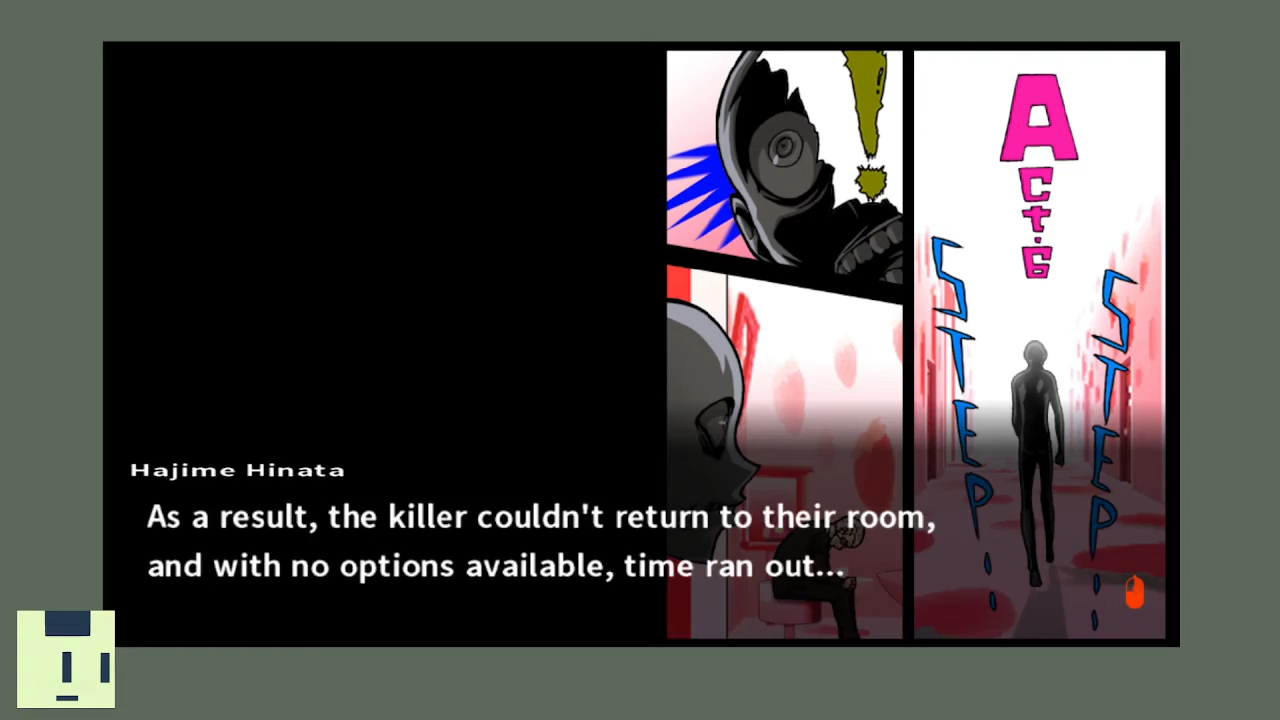 Act.6
STEP..
STEP...
Hajime Hinata
As a result, the killer couldn't return to their room,
and with no options available, time ran out...